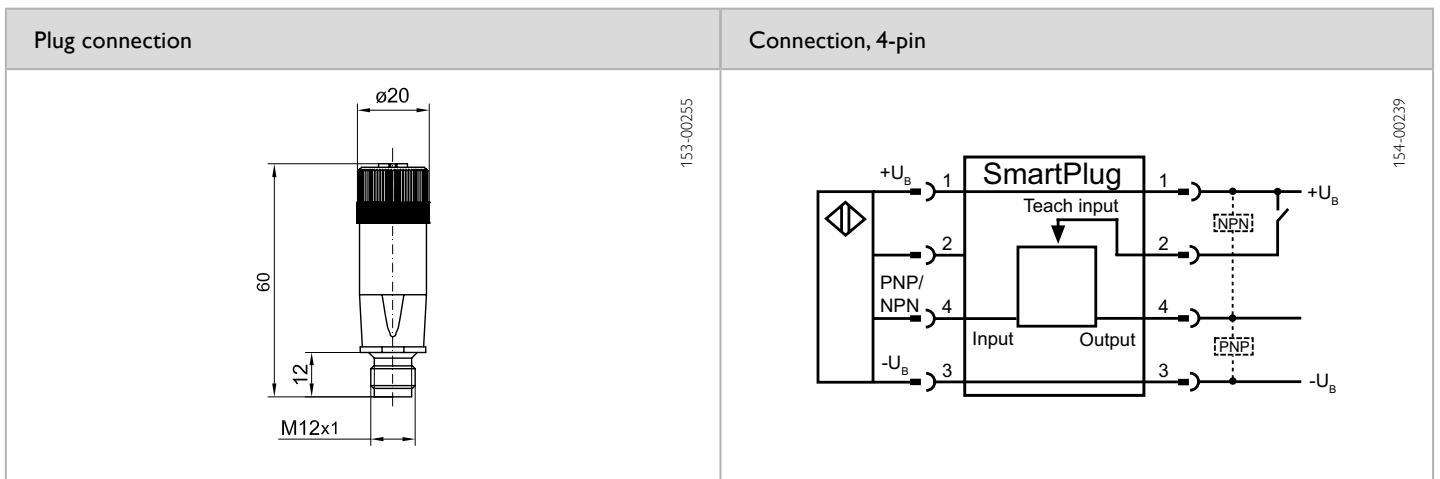 Plug connection
Connection, 4-pin
ø20
153-00255
60
12
M12x1
154-00239
SmartPlug
+UB
1
1
+UB
Teach input
NPN
2
2
PNP/
NPN
4
4
Input
Output
PNP
-UB
3
3
-UB